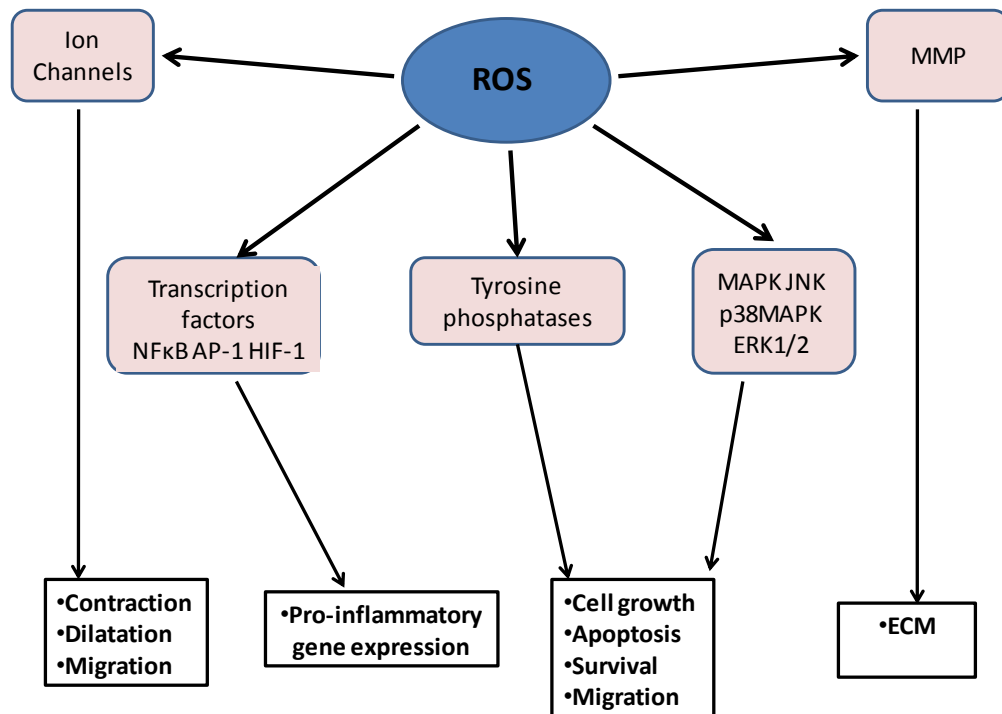 Ion
Channels
ROS
MMP
Transcription
factors
NFκB AP-1 HIF-1
Tyrosine
phosphatases
MAPK JNK
p38MAPK
ERK1/2
•Contraction
•Dilatation
•Migration
•Pro-inflammatory
gene expression
•Cell growth
•Apoptosis
•Survival
•Migration
•ECM